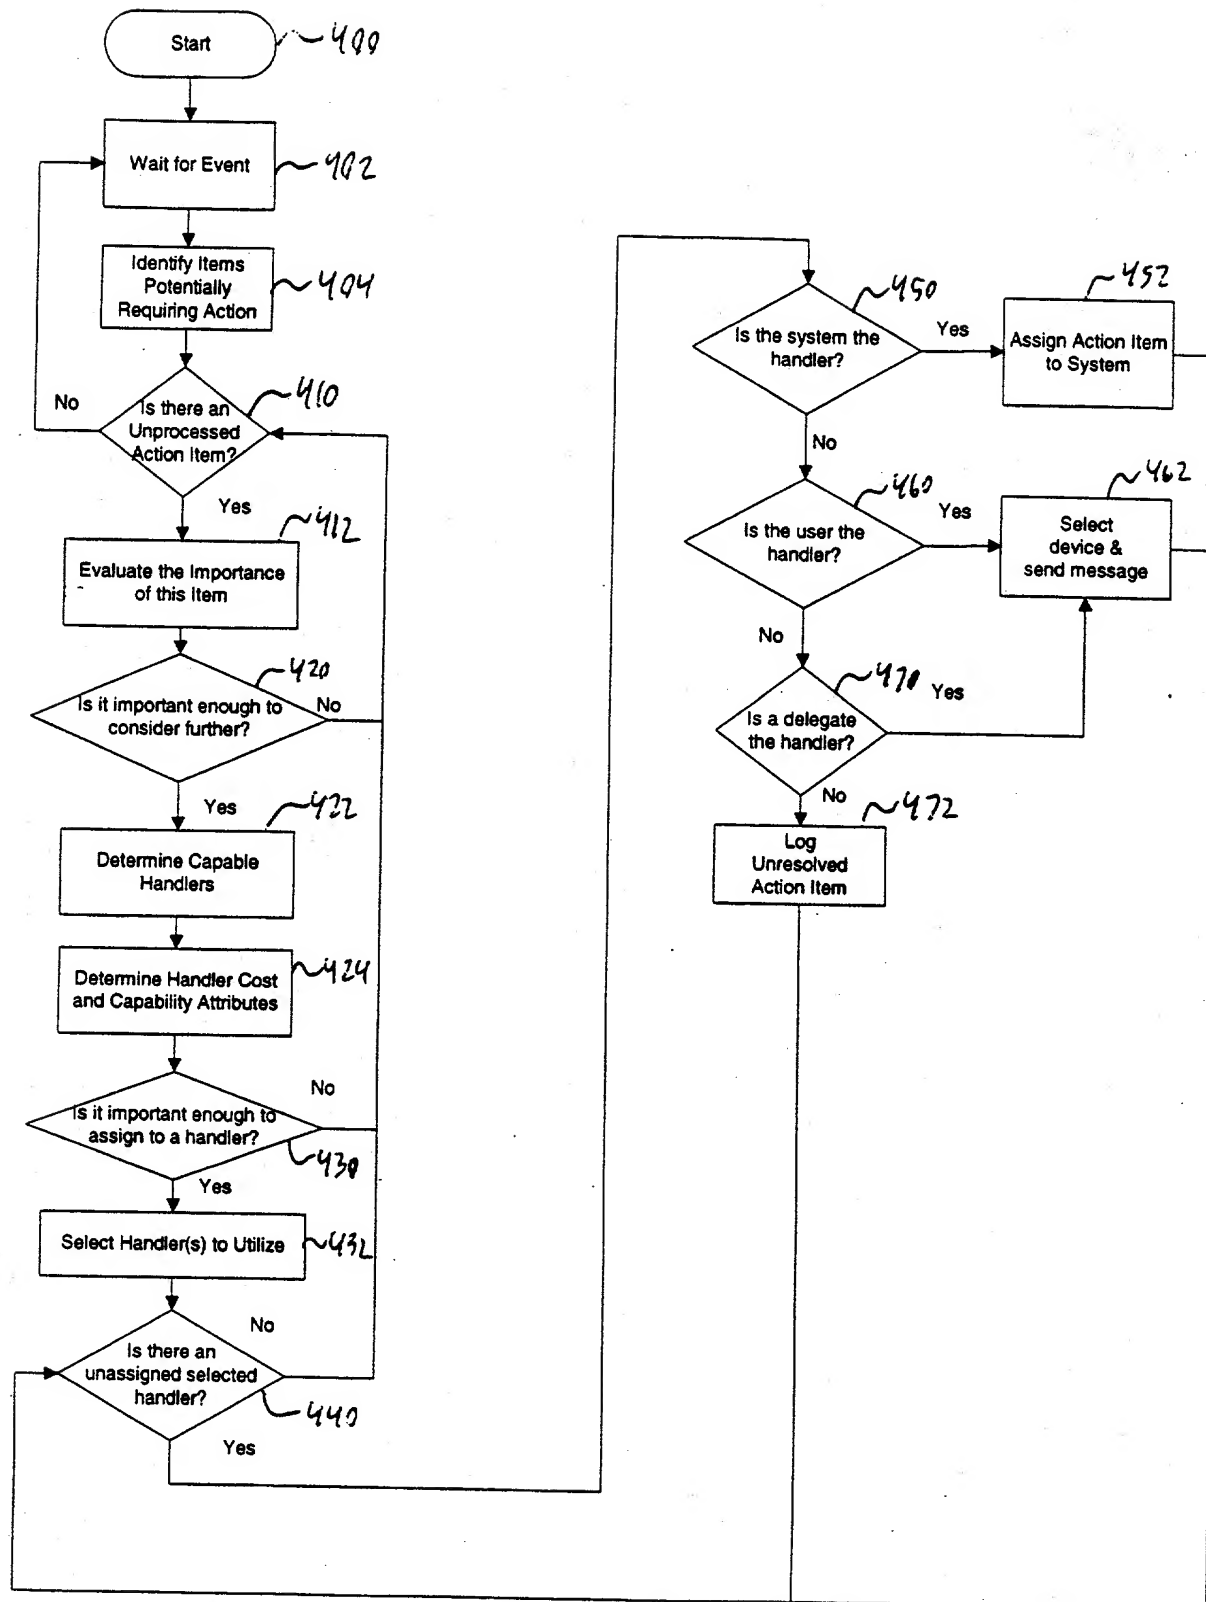 Start
400
Wait for Event
402
Identify Items
Potentially
Requiring Action
404
Is there an
Unprocessed
Action Item?
410
No
Yes
412
Evaluate the Importance
of this Item
420
Is it important enough to
consider further?
No
Yes
422
Determine Capable
Handlers
Determine Handler Cost
and Capability Attributes
424
No
Is it important enough to
assign to a handler?
430
Yes
Select Handler(s) to Utilize
432
No
Is there an
unassigned selected
handler?
440
Yes
450
Is the system the
handler?
Yes
452
Assign Action Item
to System
No
460
Is the user the
handler?
Yes
462
Select
device &
send message
No
470
Is a delegate
the handler?
Yes
No
472
Log
Unresolved
Action Item